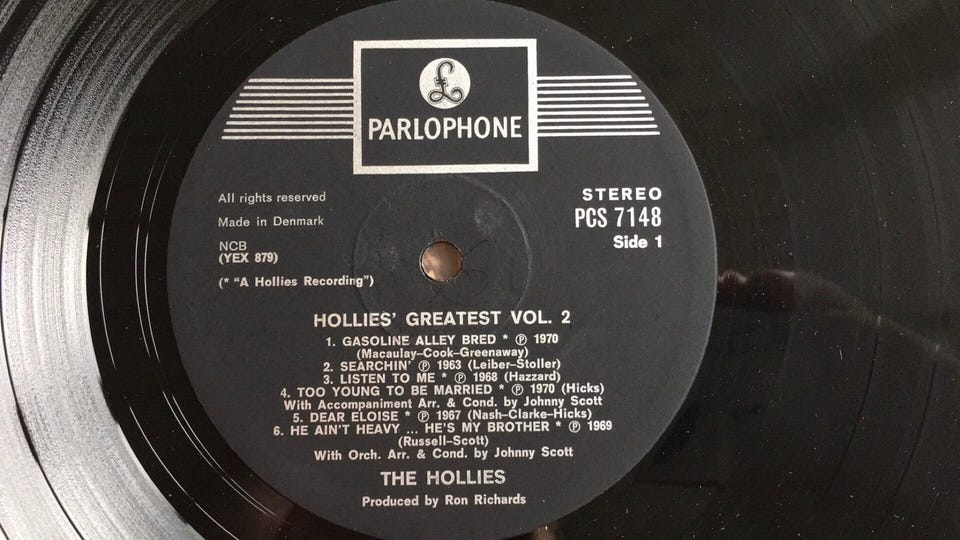 £
PARLOPHONE
All rights reserved
Made in Denmark
NCB
(YEX 879)
(* "A Hollies Recording")
STEREO
PCS 7148
Side 1
HOLLIES' GREATEST VOL. 2
1. GASOLINE ALLEY BRED * ℗ 1970
(Macaulay–Cook–Greenaway)
2. SEARCHIN' ℗ 1963 (Leiber–Stoller)
3. LISTEN TO ME * ℗ 1968 (Hazzard)
4. TOO YOUNG TO BE MARRIED * ℗ 1970 (Hicks)
With Accompaniment Arr. & Cond. by Johnny Scott
5. DEAR ELOISE * ℗ 1967 (Nash–Clarke–Hicks)
6. HE AIN'T HEAVY ... HE'S MY BROTHER * ℗ 1969
(Russell–Scott)
With Orch. Arr. & Cond. by Johnny Scott
THE HOLLIES
Produced by Ron Richards